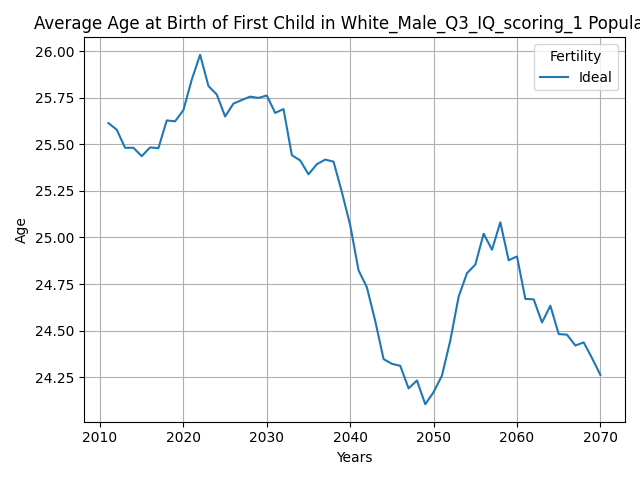 Average Age at Birth of First Child in White_Male_Q3_IQ_scoring_1 Popula
26.00
25.75
25.50
25.25
25.00
24.75
24.50
24.25
Age
Fertility
Ideal
2010 2020 2030 2040 2050 2060 2070
Years